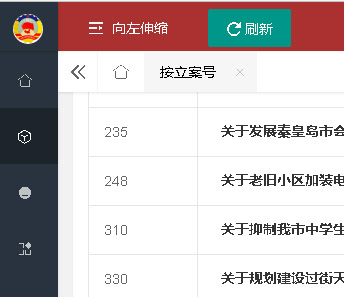 向左伸缩 刷新
按立案号 ×
235 关于发展秦皇岛市会
248 关于老旧小区加装电
310 关于抑制我市中学生
330 关于规划建设过街天